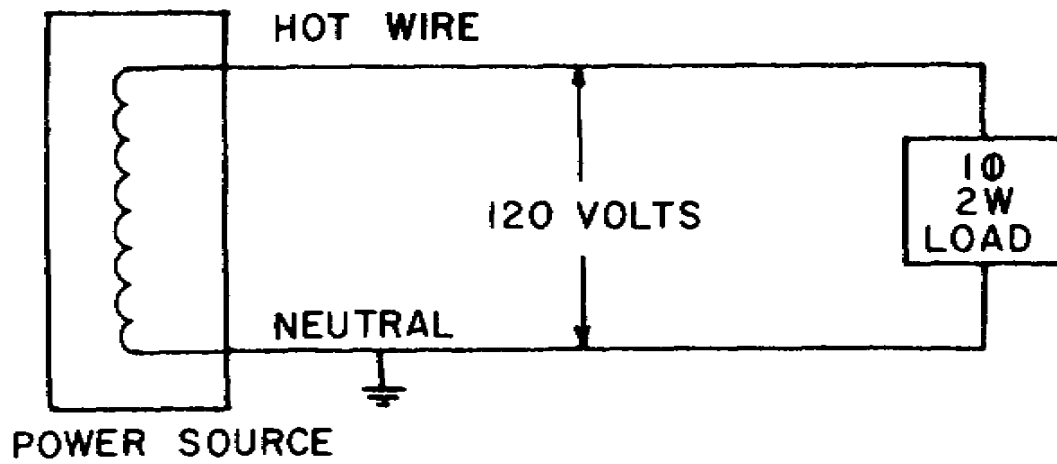 HOT WIRE
120 VOLTS
1Φ
2W
LOAD
NEUTRAL
POWER SOURCE